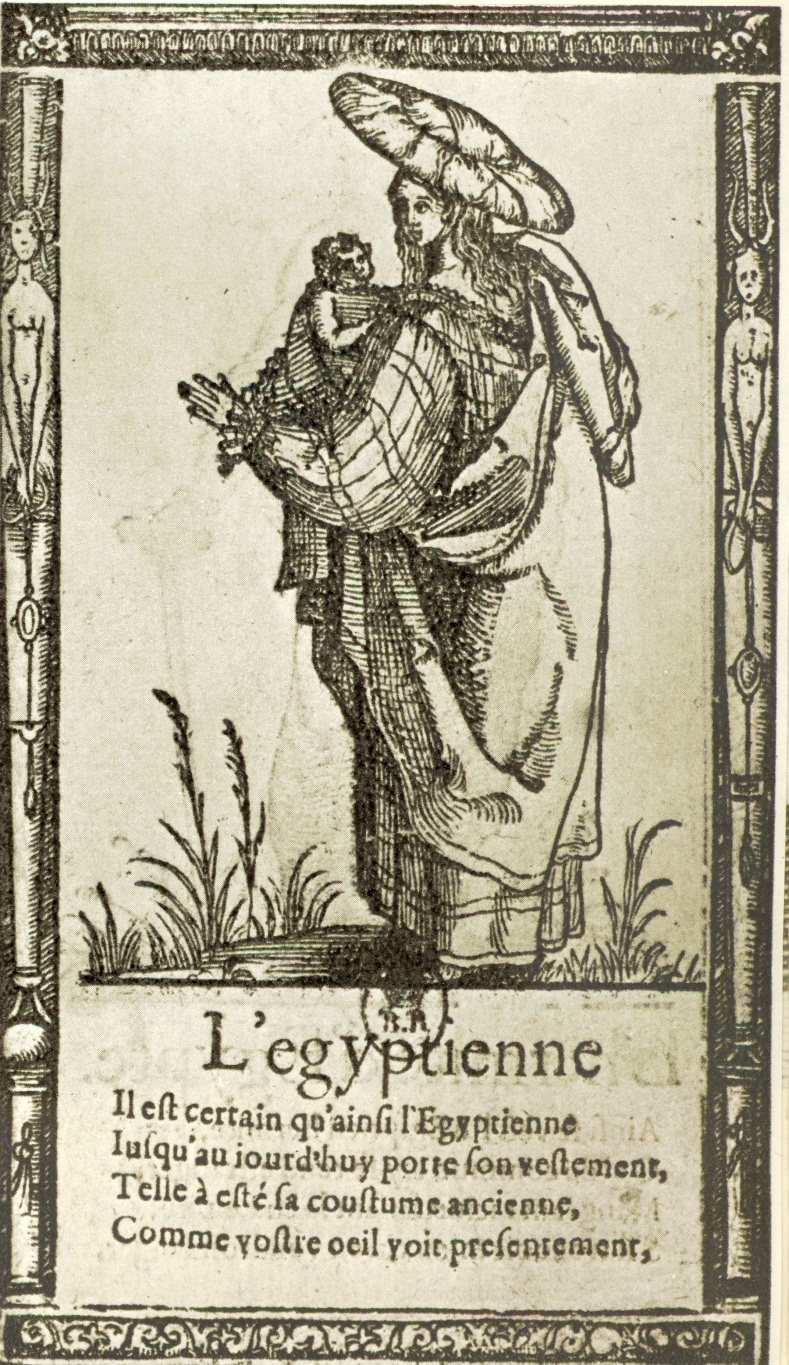 B.R
L'egyptienne
Il eſt certain qu'ainſi l'Egyptienne
Iuſqu'au iourd'huy porte ſon veſtement,
Telle à eſté ſa couſtume ancienne,
Comme voſtre oeil voit preſentement,